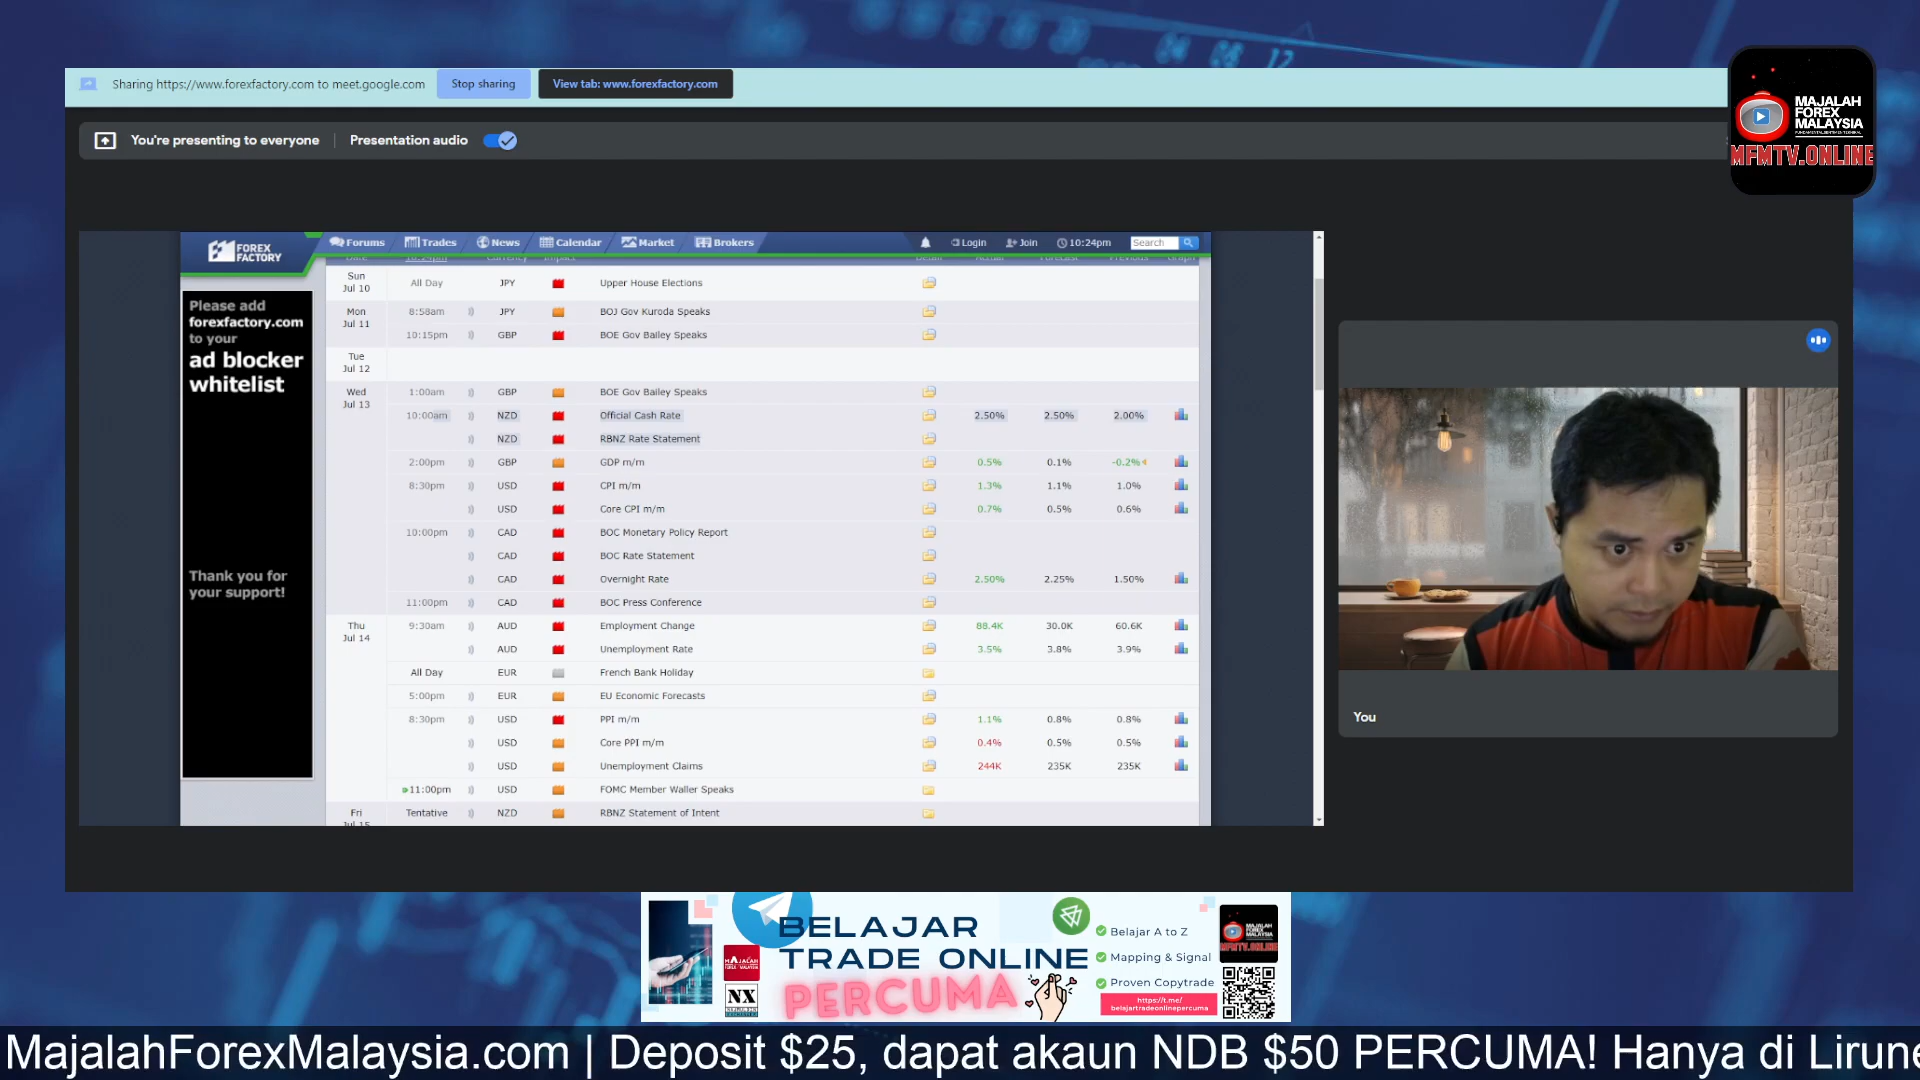 Sharing https://www.forexfactory.com to meet.google.com Stop sharing View tab: www.forexfactory.com
You're presenting to everyone Presentation audio
MAJALAH
FOREX
MALAYSIA
MFMTV.ONLINE
FOREX
FACTORY
Forums Trades News Calendar Market Brokers Login Join 10:24pm Search
Please add
forexfactory.com
to your
ad blocker
whitelist
Thank you for
your support!
Sun
Jul 10 All Day JPY Upper House Elections
Mon
Jul 11 8:58am JPY BOJ Gov Kuroda Speaks
10:15pm GBP BOE Gov Bailey Speaks
Tue
Jul 12
Wed
Jul 13 1:00am GBP BOE Gov Bailey Speaks
10:00am NZD Official Cash Rate 2.50% 2.50% 2.00%
NZD RBNZ Rate Statement
2:00pm GBP GDP m/m 0.5% 0.1% -0.2%
8:30pm USD CPI m/m 1.3% 1.1% 1.0%
USD Core CPI m/m 0.7% 0.5% 0.6%
10:00pm CAD BOC Monetary Policy Report
CAD BOC Rate Statement
CAD Overnight Rate 2.50% 2.25% 1.50%
11:00pm CAD BOC Press Conference
Thu
Jul 14 9:30am AUD Employment Change 88.4K 30.0K 60.6K
AUD Unemployment Rate 3.5% 3.8% 3.9%
All Day EUR French Bank Holiday
5:00pm EUR EU Economic Forecasts
8:30pm USD PPI m/m 1.1% 0.8% 0.8%
USD Core PPI m/m 0.4% 0.5% 0.5%
USD Unemployment Claims 244K 235K 235K
11:00pm USD FOMC Member Waller Speaks
Fri
Jul 15 Tentative NZD RBNZ Statement of Intent
You
BELAJAR
TRADE ONLINE
PERCUMA
Belajar A to Z
Mapping & Signal
Proven Copytrade
https://t.me/
belajartradeonlinepercuma
MAJALAH
NX
MAJALAH
FOREX
MALAYSIA
MFMTV.ONLINE
MajalahForexMalaysia.com | Deposit $25, dapat akaun NDB $50 PERCUMA! Hanya di Lirune